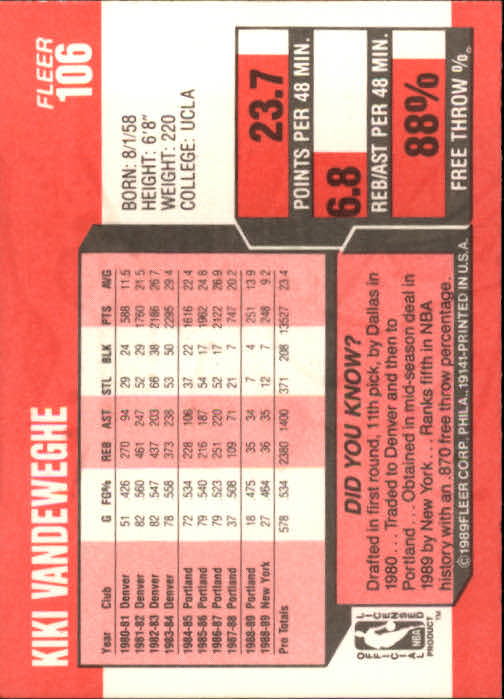 KIKI VANDEWEGHE
FLEER
106
BORN: 8/1/58
HEIGHT: 6'8"
WEIGHT: 220
COLLEGE: UCLA
Year Club G FG% REB AST STL BLK PTS AVG
1980-81 Denver 51 426 270 94 29 24 588 11.5
1981-82 Denver 82 560 461 247 52 29 1760 21.5
1982-83 Denver 82 547 437 203 66 38 2186 26.7
1983-84 Denver 78 558 373 238 53 50 2295 29.4
1984-85 Portland 72 534 228 106 37 22 1616 22.4
1985-86 Portland 79 540 216 187 54 17 1962 24.8
1986-87 Portland 79 523 251 220 52 17 2122 26.9
1987-88 Portland 37 508 109 71 21 7 747 20.2
1988-89 Portland 18 475 35 34 7 4 251 13.9
1988-89 New York 27 464 36 35 12 7 248 9.2
Pro Totals 578 534 2380 1400 371 208 13527 23.4
23.7
POINTS PER 48 MIN.
6.8
REB/AST PER 48 MIN.
88%
FREE THROW %.
DID YOU KNOW?
Drafted in first round, 11th pick, by Dallas in
1980 . . . Traded to Denver and then to
Portland . . . Obtained in mid-season deal in
1989 by New York . . . Ranks fifth in NBA
history with an .870 free throw percentage.
©1989FLEER CORP., PHILA., 19141-PRINTED IN U.S.A.
OFFICIAL LICENSED
NBA
PRODUCT™